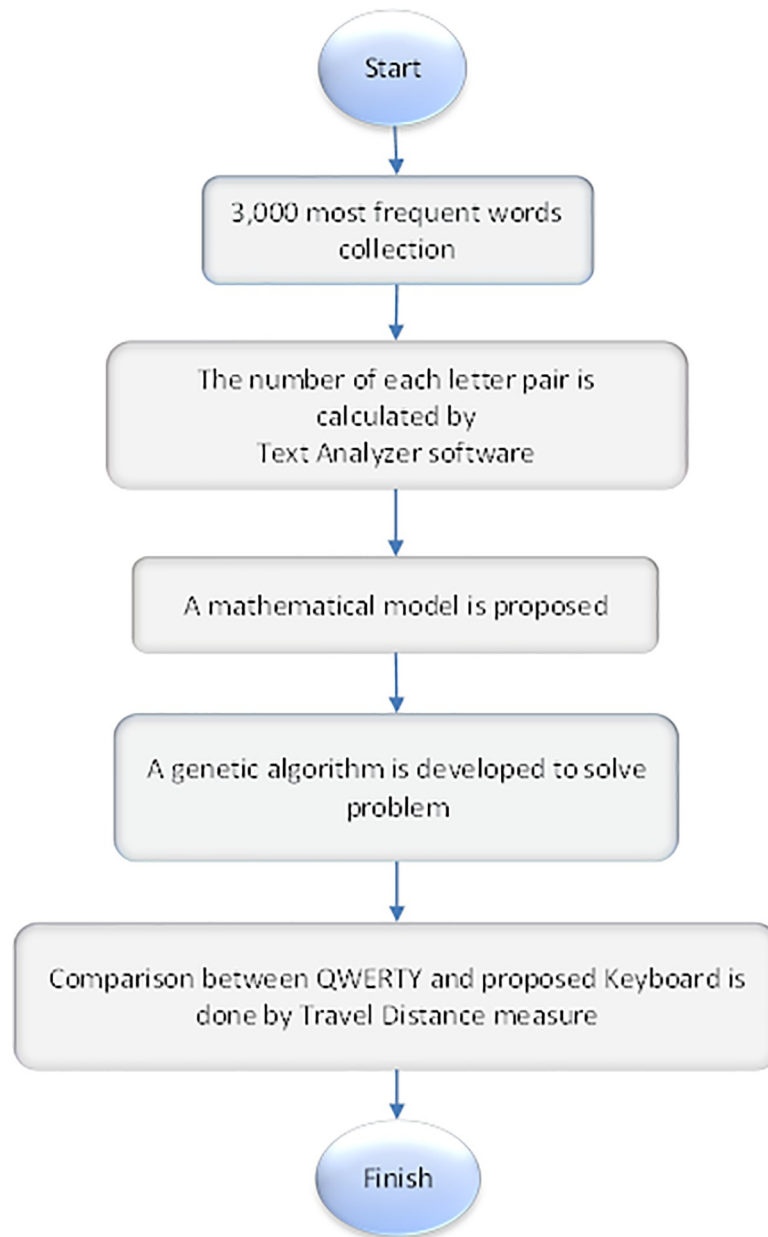 Start
3,000 most frequent words
collection
The number of each letter pair is
calculated by
Text Analyzer software
A mathematical model is proposed
A genetic algorithm is developed to solve
problem
Comparison between QWERTY and proposed Keyboard is
done by Travel Distance measure
Finish